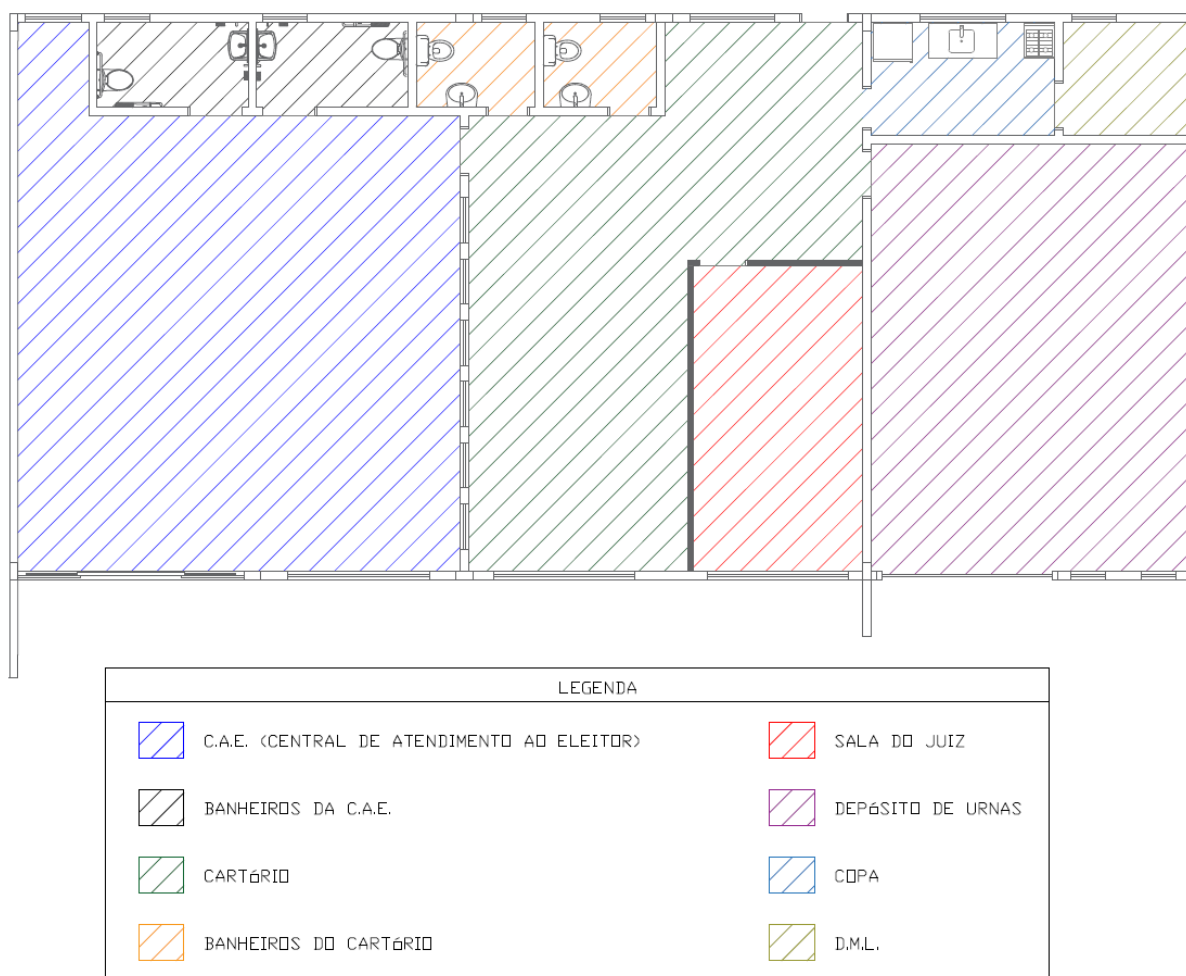 LEGENDA
C.A.E. (CENTRAL DE ATENDIMENTO AO ELEITOR)
SALA DO JUIZ
BANHEIROS DA C.A.E.
DEPóSITO DE URNAS
CARTóRIO
COPA
BANHEIROS DO CARTóRIO
D.M.L.